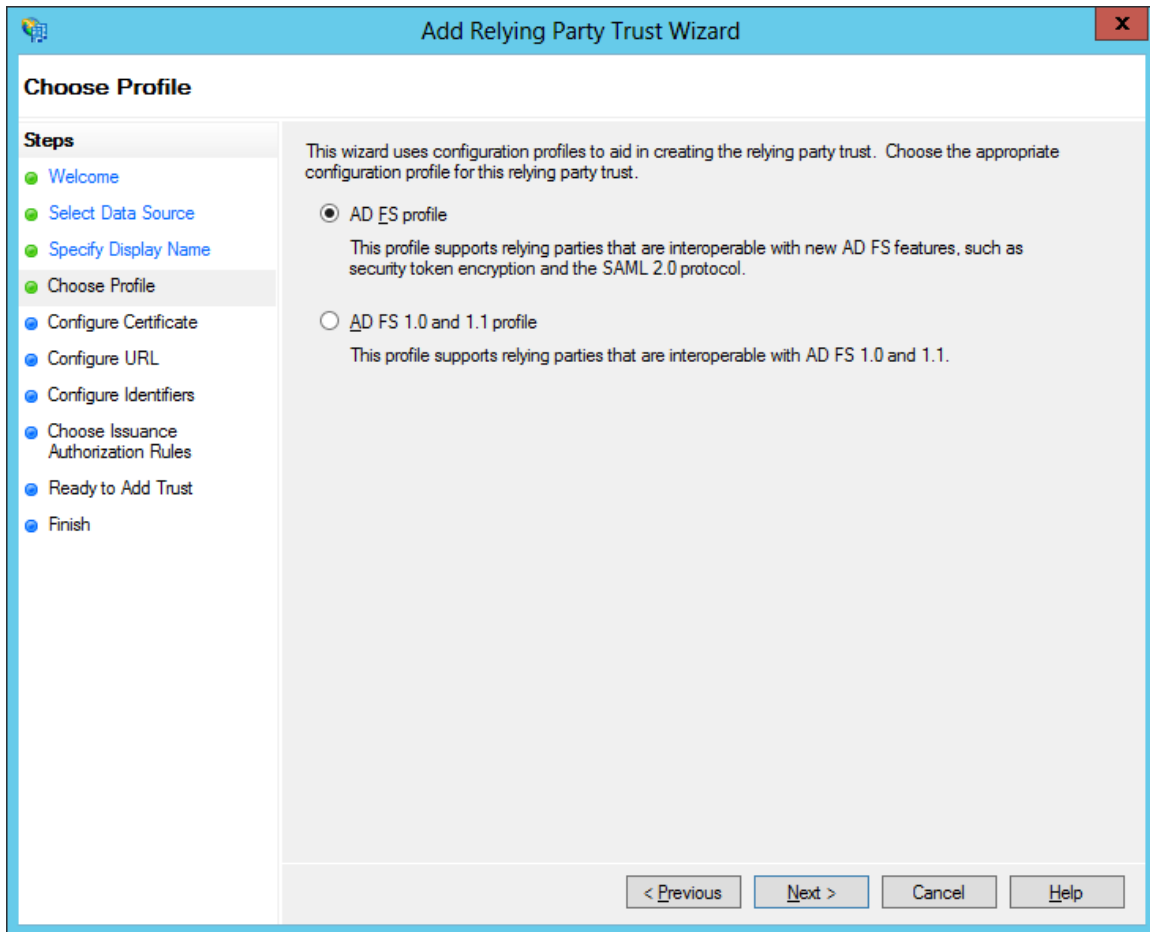 Add Relying Party Trust Wizard
x
Choose Profile
Steps
Welcome
Select Data Source
Specify Display Name
Choose Profile
Configure Certificate
Configure URL
Configure Identifiers
Choose Issuance
Authorization Rules
Ready to Add Trust
Finish
This wizard uses configuration profiles to aid in creating the relying party trust. Choose the appropriate
configuration profile for this relying party trust.
AD FS profile
This profile supports relying parties that are interoperable with new AD FS features, such as
security token encryption and the SAML 2.0 protocol.
AD FS 1.0 and 1.1 profile
This profile supports relying parties that are interoperable with AD FS 1.0 and 1.1.
< Previous
Next >
Cancel
Help